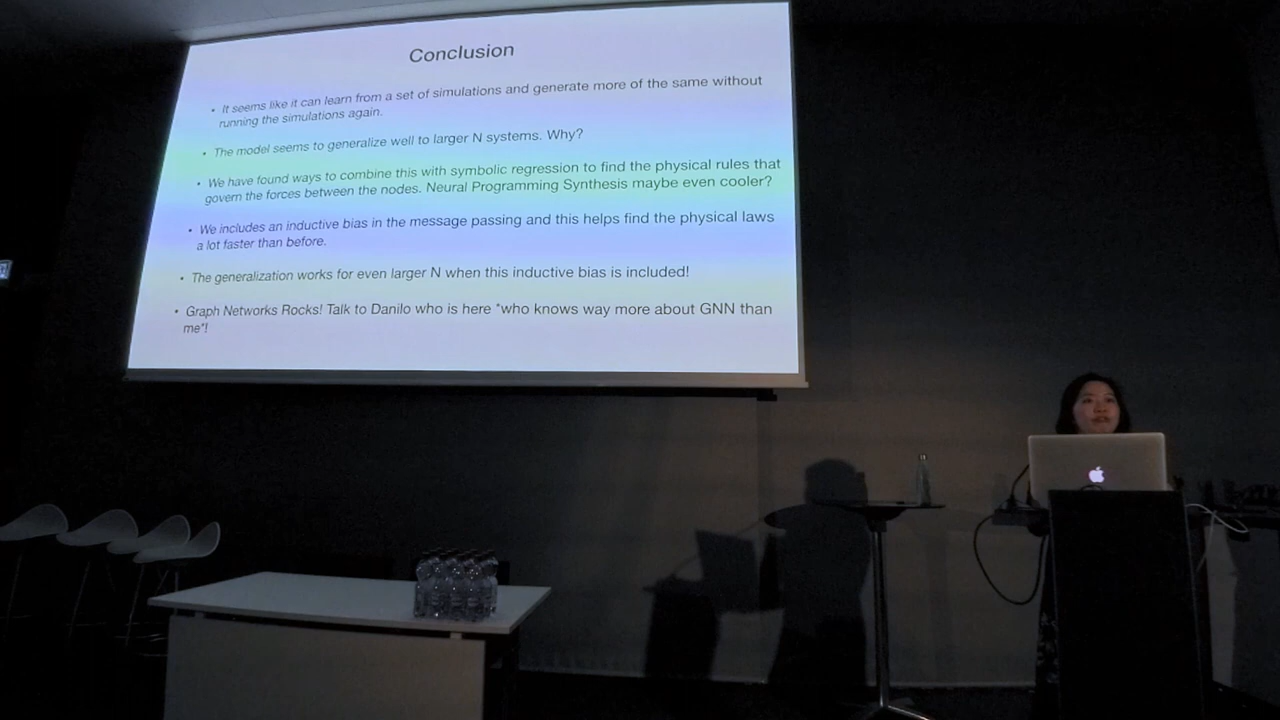 Conclusion
• It seems like it can learn from a set of simulations and generate more of the same without
running the simulations again.
• The model seems to generalize well to larger N systems. Why?
• We have found ways to combine this with symbolic regression to find the physical rules that
govern the forces between the nodes. Neural Programming Synthesis maybe even cooler?
• We includes an inductive bias in the message passing and this helps find the physical laws
a lot faster than before.
• The generalization works for even larger N when this inductive bias is included!
• Graph Networks Rocks! Talk to Danilo who is here "who knows way more about GNN than
me"!